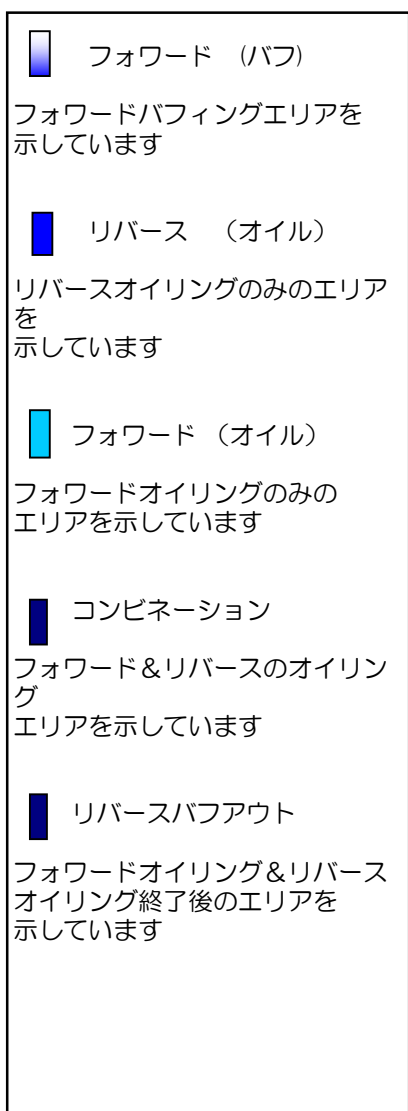 フォワード (バフ)
フォワードバフィングエリアを
示しています
リバース （オイル）
リバースオイリングのみのエリア
を
示しています
フォワード （オイル）
フォワードオイリングのみの
エリアを示しています
コンビネーション
フォワード＆リバースのオイリン
グ
エリアを示しています
リバースバフアウト
フォワードオイリング＆リバース
オイリング終了後のエリアを
示しています